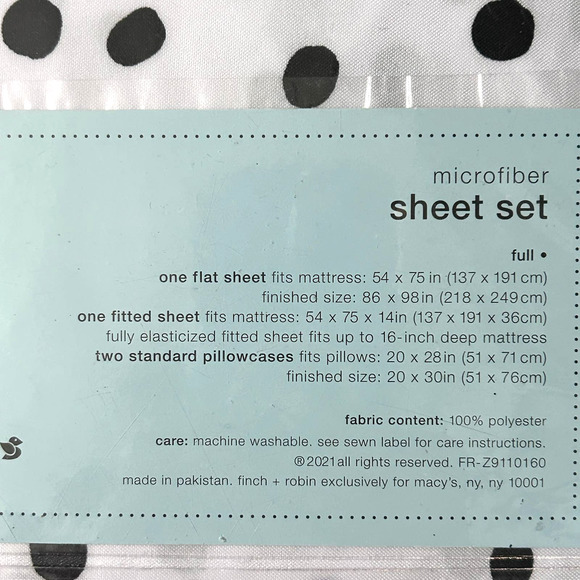 microfiber
sheet set
full •
one flat sheet fits mattress: 54 x 75 in (137 x 191 cm)
finished size: 86 x 98in (218 x 249cm)
one fitted sheet fits mattress: 54 x 75 x 14in (137 x 191 x 36cm)
fully elasticized fitted sheet fits up to 16-inch deep mattress
two standard pillowcases fits pillows: 20 x 28in (51 x 71 cm)
finished size: 20 x 30in (51 x 76cm)
fabric content: 100% polyester
care: machine washable. see sewn label for care instructions.
®2021all rights reserved. FR-Z9110160
made in pakistan. finch + robin exclusively for macy's, ny, ny 10001